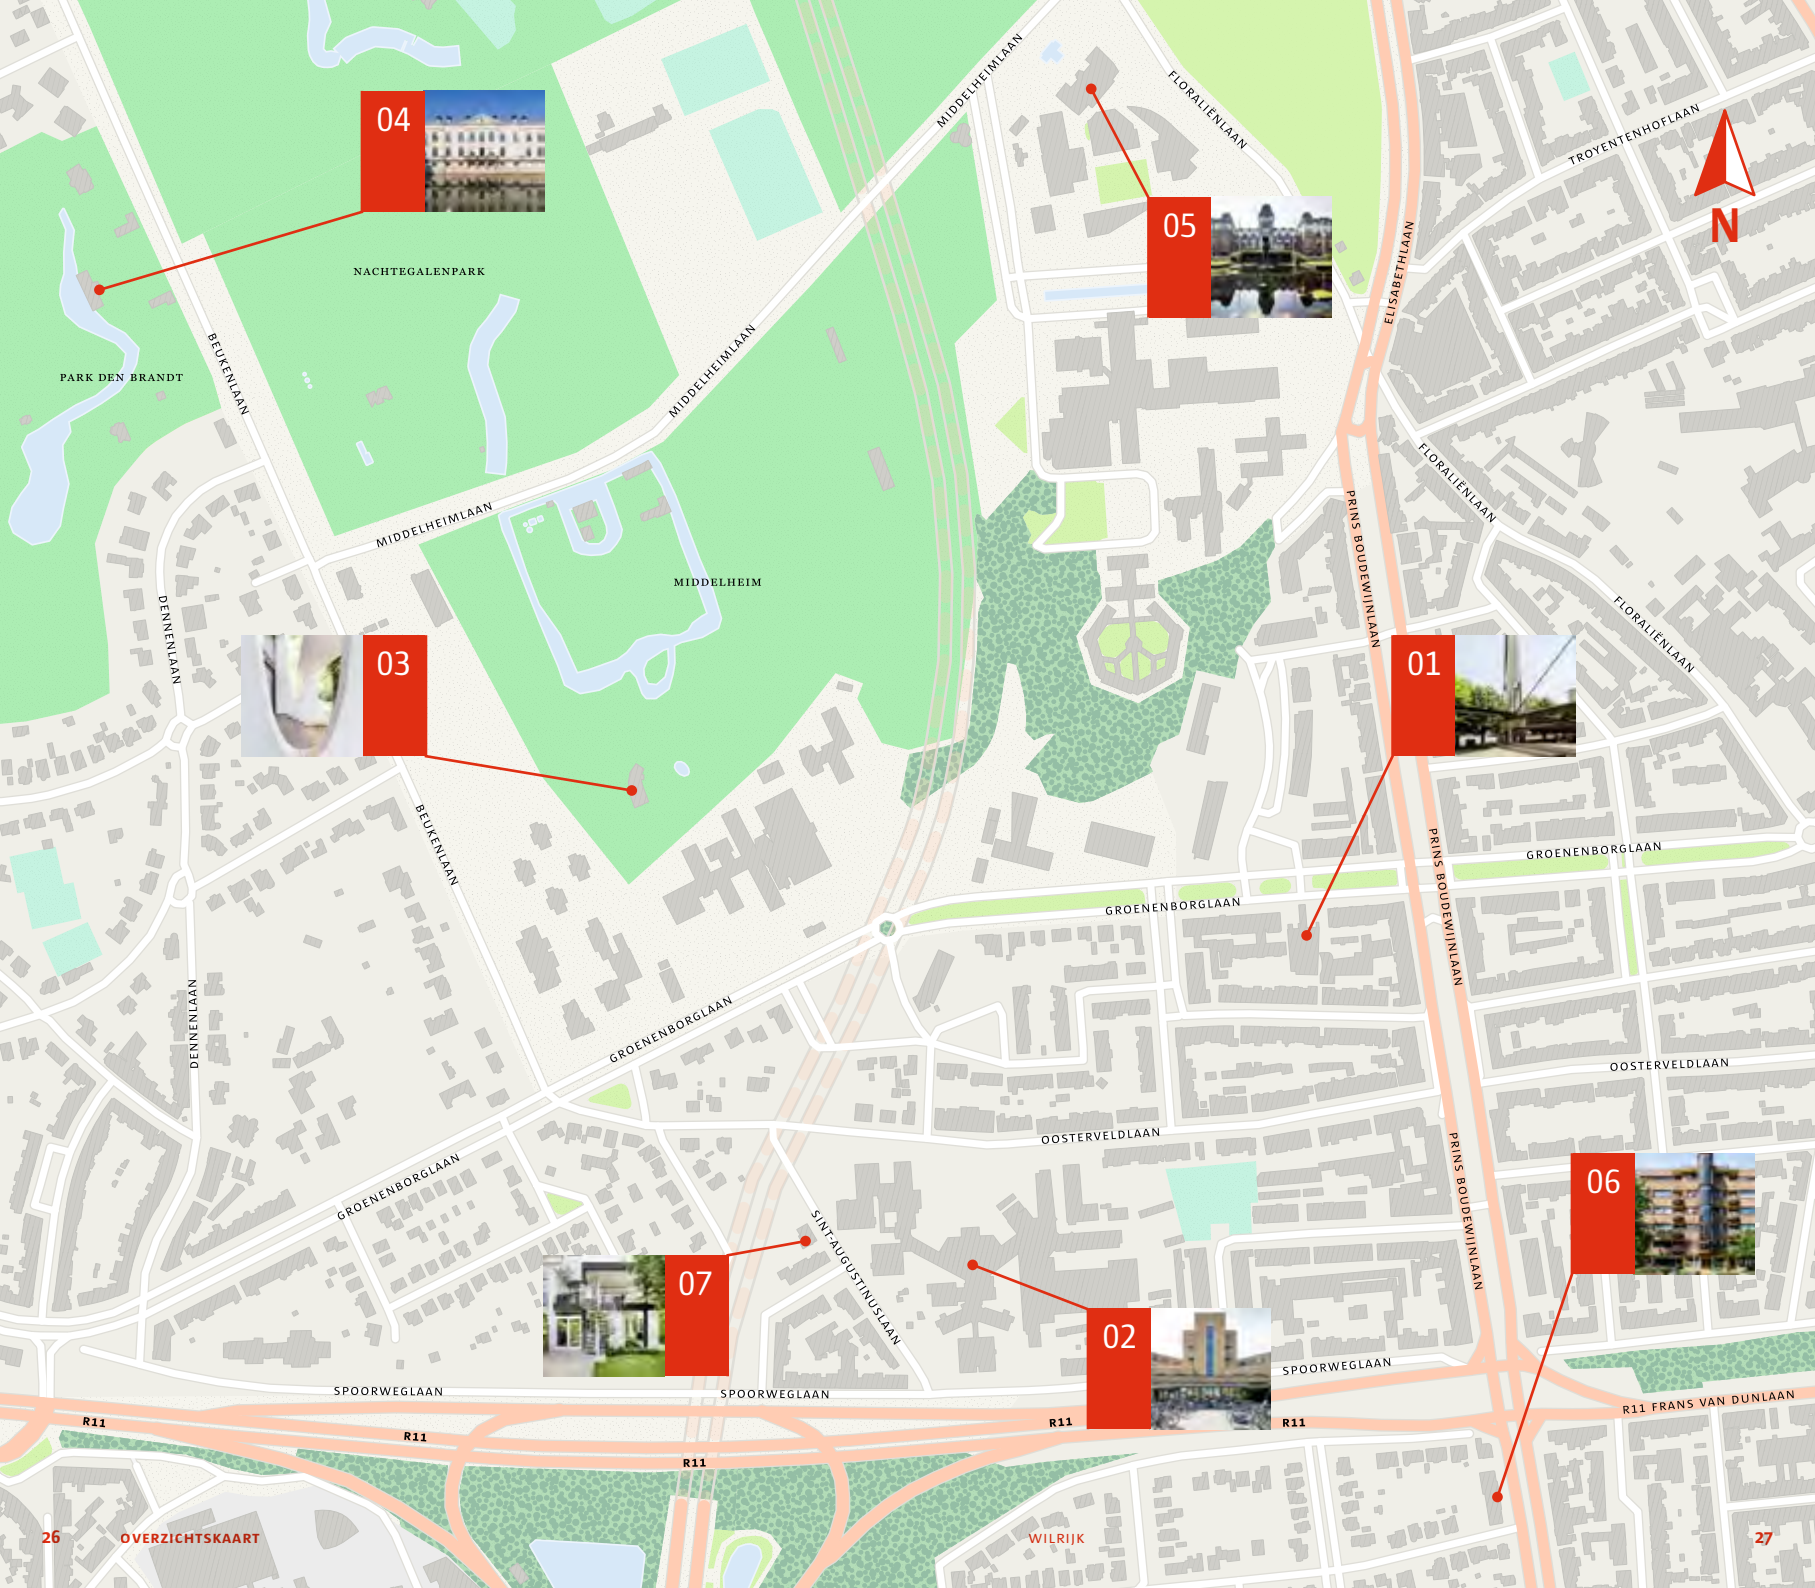 MIDDELHEIMLAAN
FLORALIËNLAAN
04
TROYENTENHOFLAAN
05
N
NACHTEGALENPARK
ELISABETHLAAN
BEUKENLAAN
PARK DEN BRANDT
MIDDELHEIMLAAN
FLORALIËNLAAN
MIDDELHEIMLAAN
PRINS BOUDEWIJNLAAN
MIDDELHEIM
DENNENLAAN
FLORALIËNLAAN
03
01
BEUKENLAAN
PRINS BOUDEWIJNLAAN
GROENENBORGLAAN
GROENENBORGLAAN
DENNENLAAN
GROENENBORGLAAN
OOSTERVELDLAAN
OOSTERVELDLAAN
PRINS BOUDEWIJNLAAN
GROENENBORGLAAN
06
SINT-AUGUSTINUSLAAN
07
02
SPOORWEGLAAN
SPOORWEGLAAN
SPOORWEGLAAN
R11 FRANS VAN DUNLAAN
R11
R11
R11
R11
R11
26
OVERZICHTSKAART
WILRIJK
27